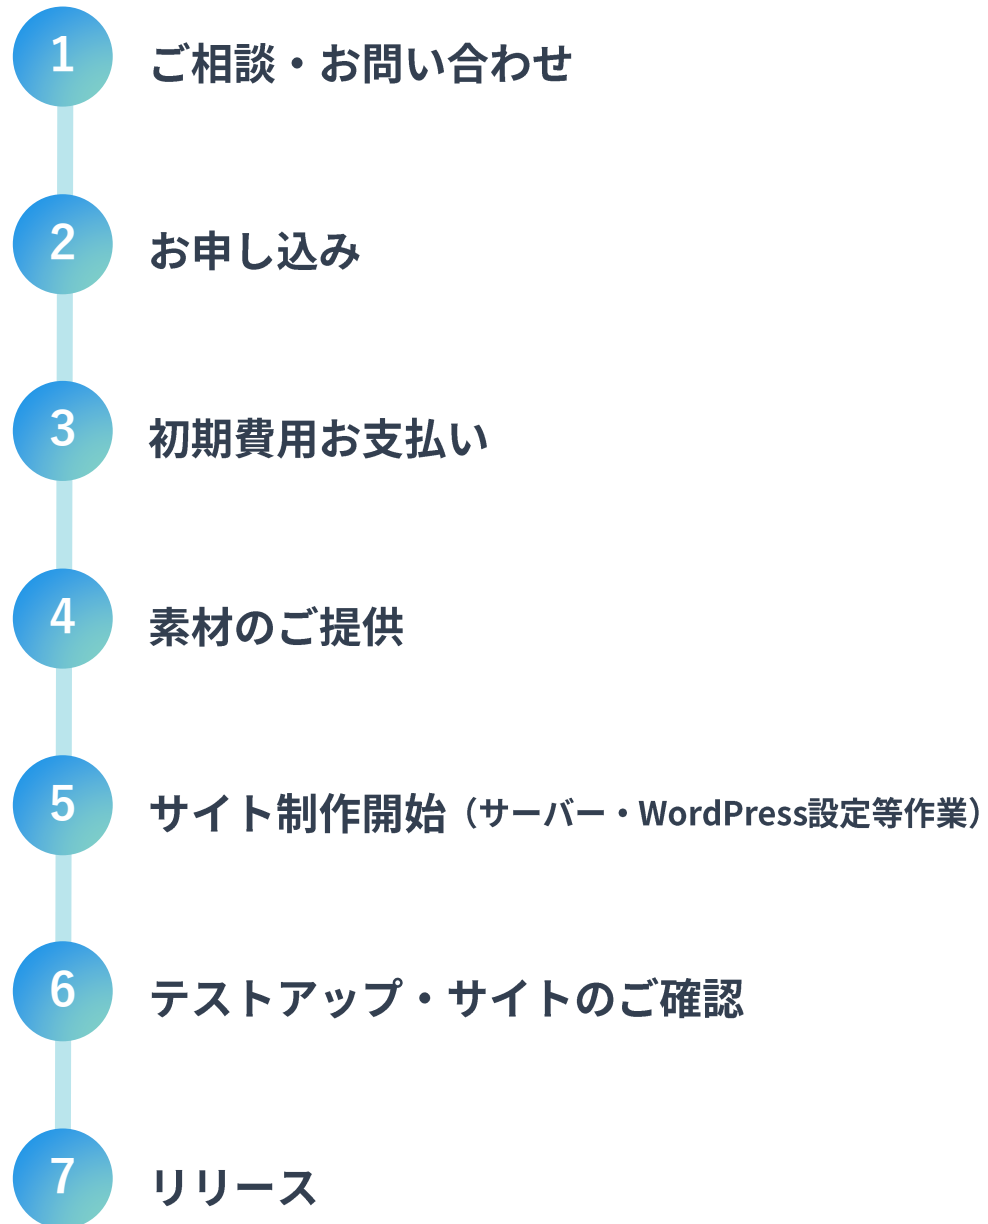 1 ご相談・お問い合わせ
2 お申し込み
3 初期費用お支払い
4 素材のご提供
5 サイト制作開始（サーバー・WordPress設定等作業）
6 テストアップ・サイトのご確認
7 リリース